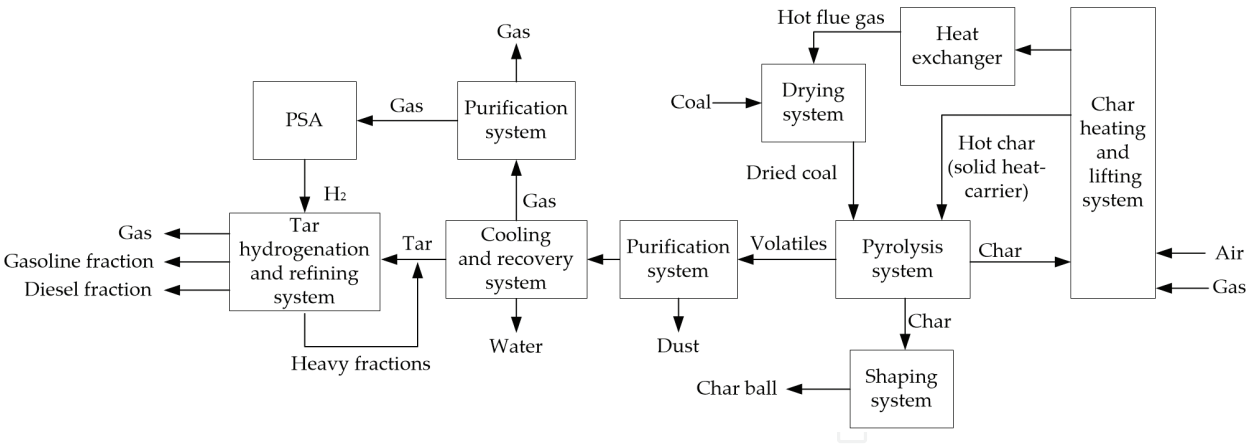 Hot flue gas
Heat
exchanger
Gas
Drying
system
Coal
PSA
Gas
Purification
system
Char
heating
and
lifting
system
Hot char
(solid heat-
carrier)
Dried coal
H₂
Gas
Gas
Gasoline fraction
Diesel fraction
Tar
hydrogenation
and refining
system
Tar
Cooling
and recovery
system
Purification
system
Volatiles
Pyrolysis
system
Char
Air
Gas
Heavy fractions
Water
Dust
Char
Shaping
system
Char ball